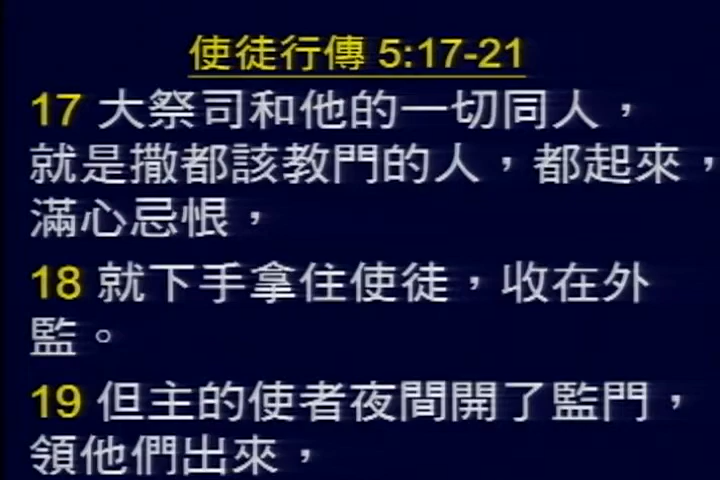 使徒行傳 5:17-21
17 大祭司和他的一切同人，
就是撒都該教門的人，都起來，
滿心忌恨，
18 就下手拿住使徒，收在外
監。
19 但主的使者夜間開了監門，
領他們出來，